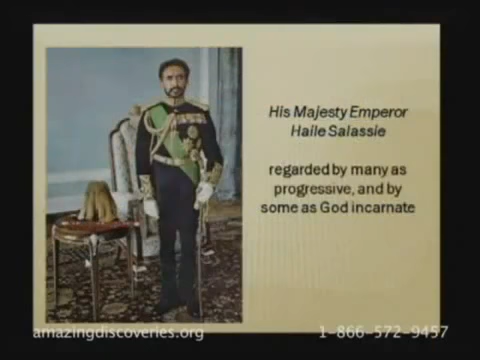 His Majesty Emperor
Haile Salassie
regarded by many as
progressive, and by
some as God incarnate
amazingdiscoveries.org
1-866-572-9457